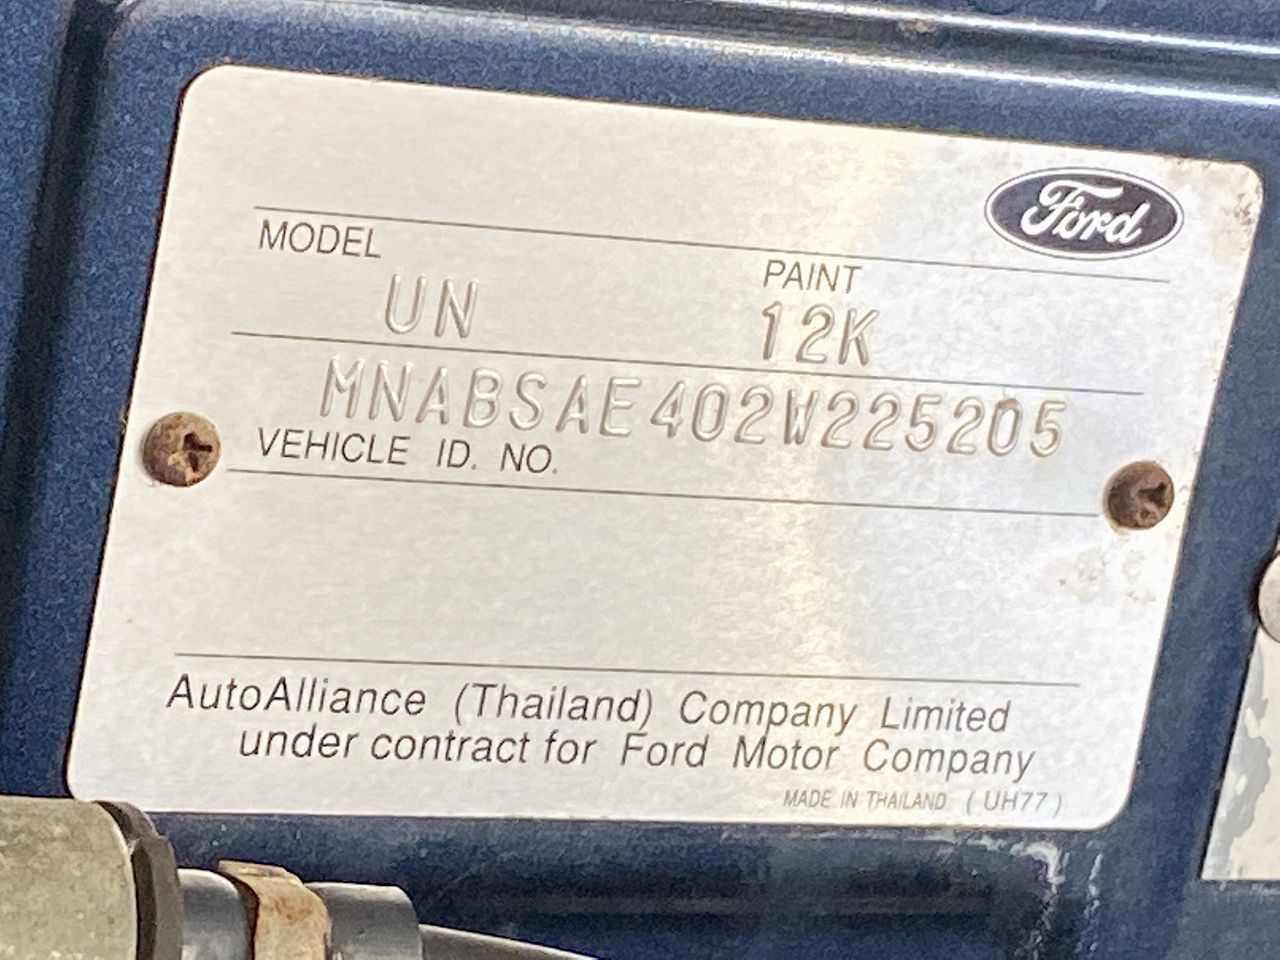 Ford
MODEL
PAINT
UN 12K
MNABSAE402W225205
VEHICLE ID. NO.
AutoAlliance (Thailand) Company Limited
under contract for Ford Motor Company
MADE IN THAILAND (UH77)